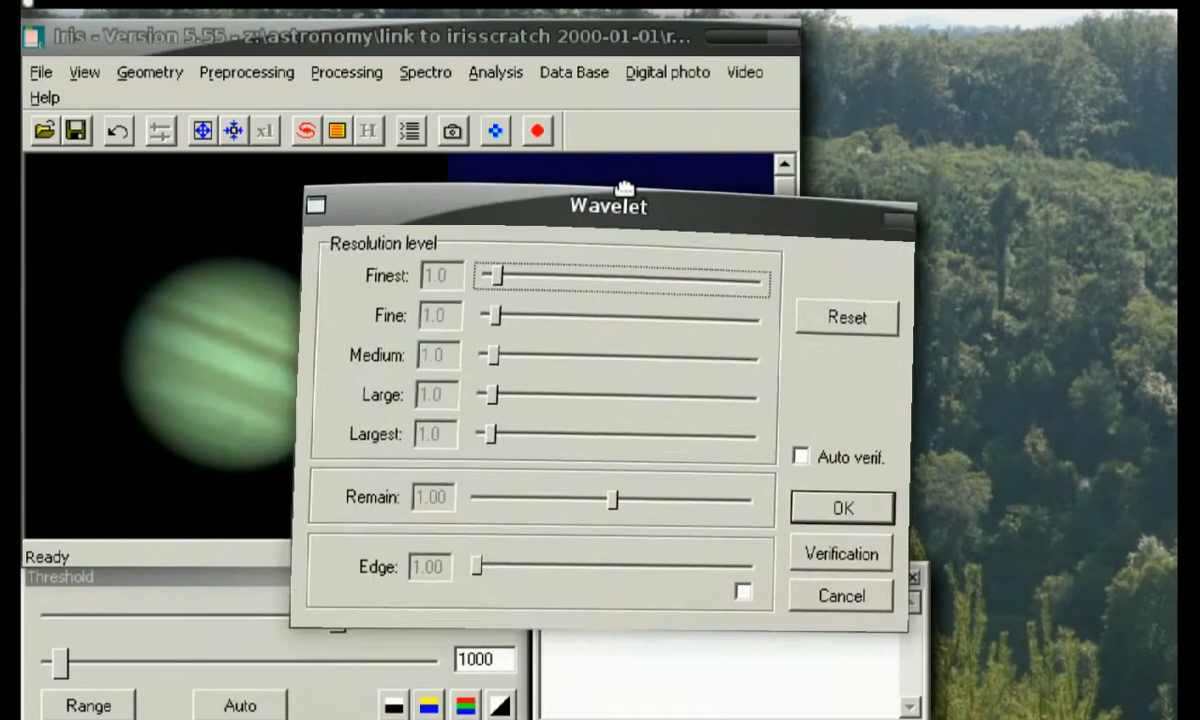 Iris - Version 5.55 - z:\astronomy\link to irisscratch 2000-01-01\r...
File View Geometry Preprocessing Processing Spectro Analysis Data Base Digital photo Video
Help
x1 H
Wavelet
Resolution level
Finest: 1.0
Fine: 1.0
Reset
Medium: 1.0
Large: 1.0
Largest: 1.0
Auto verif.
Remain: 1.00
OK
Ready
Verification
Edge: 1.00
Threshold
Cancel
1000
Range Auto